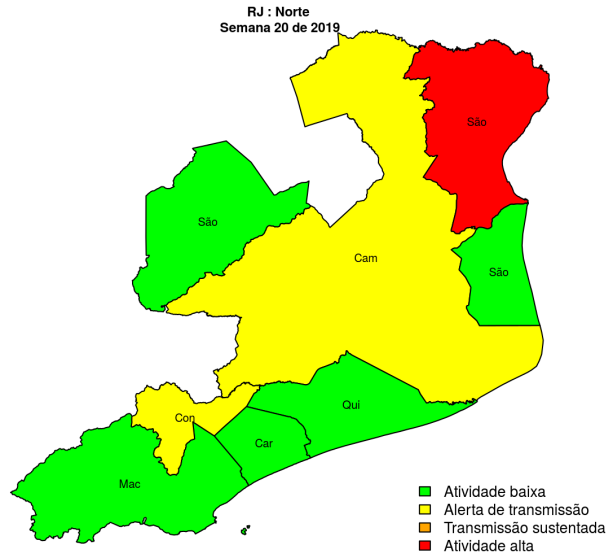 RJ : Norte
Semana 20 de 2019
São
São
Cam
São
Qui
Con
Car
Mac
Atividade baixa
Alerta de transmissão
Transmissão sustentada
Atividade alta